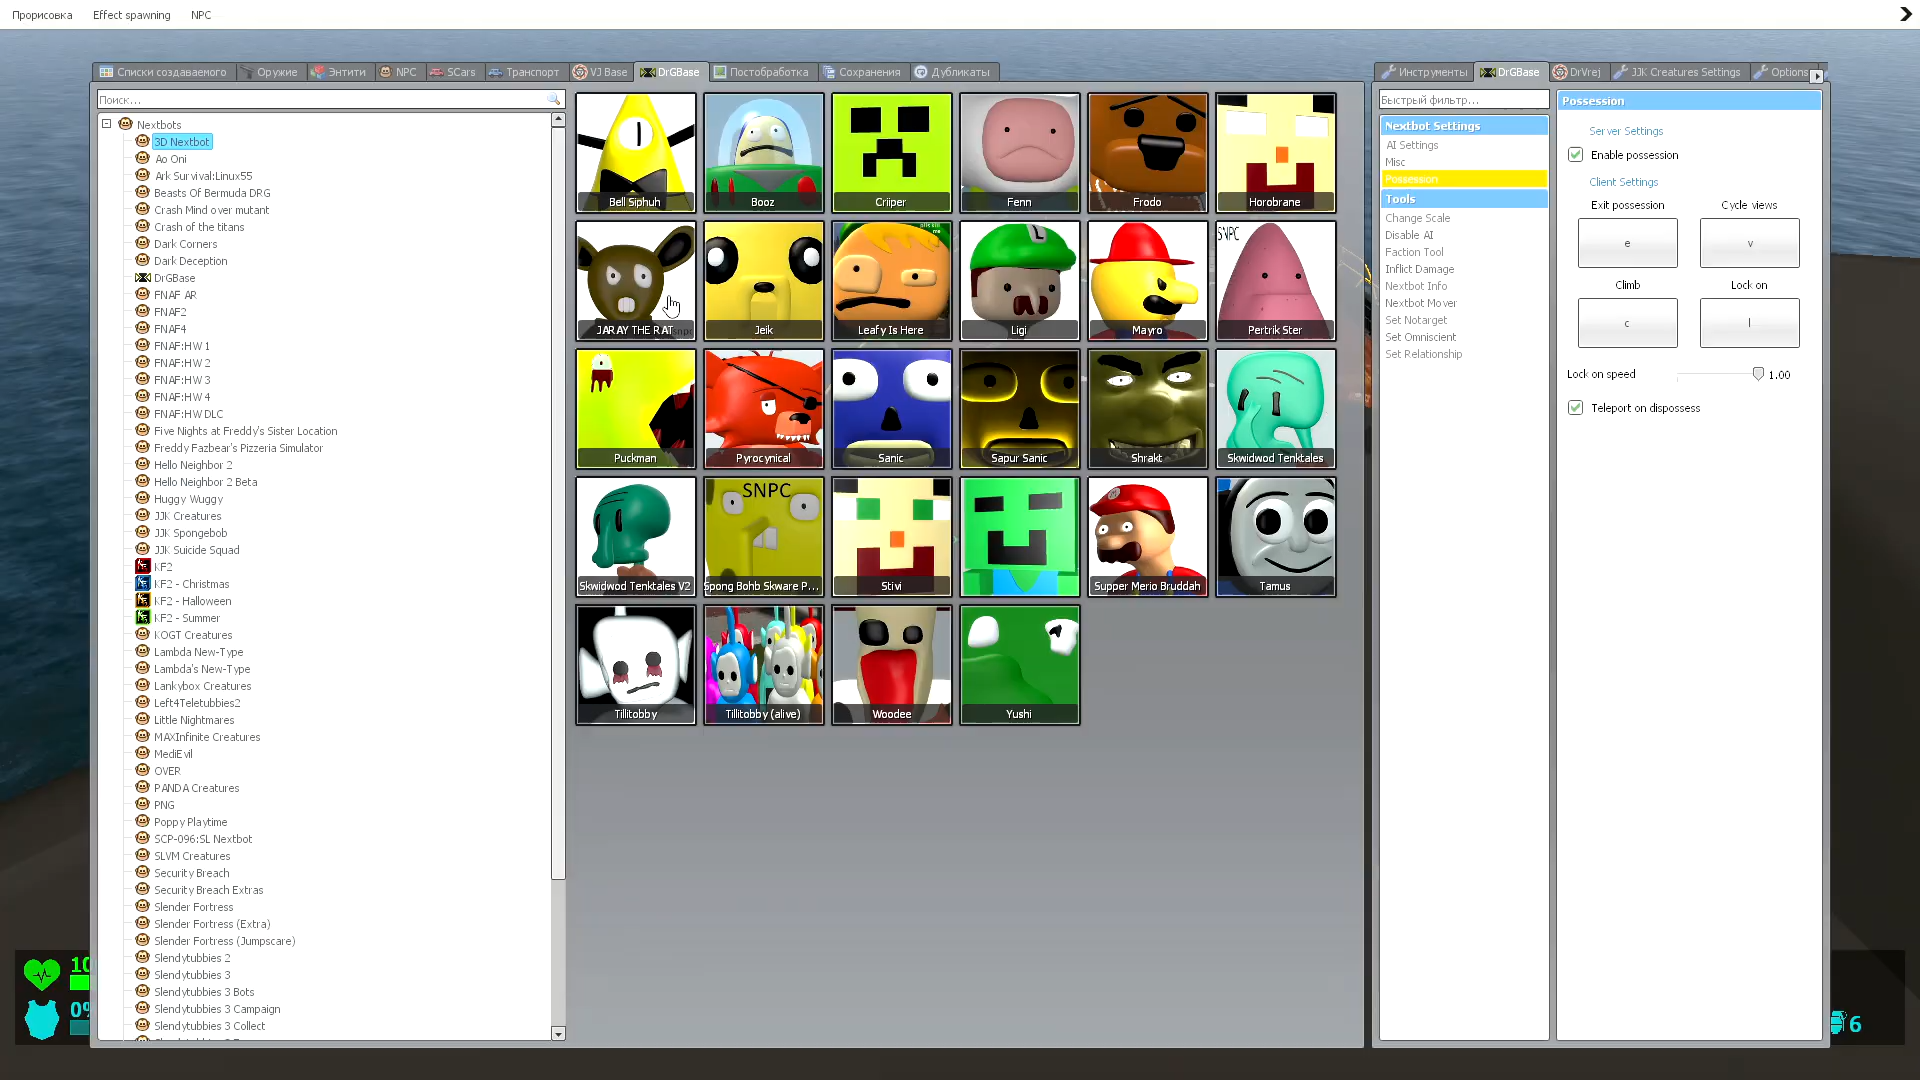 Прорисовка Effect spawning NPC
Списки создаваемого Оружие Энтити NPC SCars Транспорт VJ Base DrGBase Постобработка Сохранения Дубликаты
Инструменты DrGBase DrVrej JJK Creatures Settings Options
Поиск...
Nextbots
3D Nextbot
Ao Oni
Ark Survival:Linux55
Beasts Of Bermuda DRG
Crash Mind over mutant
Crash of the titans
Dark Corners
Dark Deception
DrGBase
FNAF AR
FNAF2
FNAF4
FNAF:HW 1
FNAF:HW 2
FNAF:HW 3
FNAF:HW 4
FNAF:HW DLC
Five Nights at Freddy's Sister Location
Freddy Fazbear's Pizzeria Simulator
Hello Neighbor 2
Hello Neighbor 2 Beta
Huggy Wuggy
JJK Creatures
JJK Spongebob
JJK Suicide Squad
KF2
KF2 - Christmas
KF2 - Halloween
KF2 - Summer
KOGT Creatures
Lambda New-Type
Lambda's New-Type
Lankybox Creatures
Left4Teletubbies2
Little Nightmares
MAXInfinite Creatures
MediEvil
OVER
PANDA Creatures
PNG
Poppy Playtime
SCP-096:SL Nextbot
SLVM Creatures
Security Breach
Security Breach Extras
Slender Fortress
Slender Fortress (Extra)
Slender Fortress (Jumpscare)
Slendytubbies 2
Slendytubbies 3
Slendytubbies 3 Bots
Slendytubbies 3 Campaign
Slendytubbies 3 Collect
Bell Siphuh Booz Criiper Fenn Frodo Horobrane
L
SNPC
JARAY THE RAT Jeik Leafy Is Here Ligi Mayro Pertrik Ster
Puckman Pyrocynical Sanic Sapur Sanic Shrakt Skwidwod Tenktales
SNPC
Skwidwod Tenktales V2 Spong Bohb Skware P... Stivi Supper Merio Bruddah Tamus
Tillitobby Tillitobby (alive) Woodee Yushi
Быстрый фильтр...
Nextbot Settings
AI Settings
Misc
Possession
Tools
Change Scale
Disable AI
Faction Tool
Inflict Damage
Nextbot Info
Nextbot Mover
Set Notarget
Set Omniscient
Set Relationship
Possession
Server Settings
Enable possession
Client Settings
Exit possession Cycle views
e v
Climb Lock on
c l
Lock on speed 1.00
Teleport on dispossess
10
0%
6